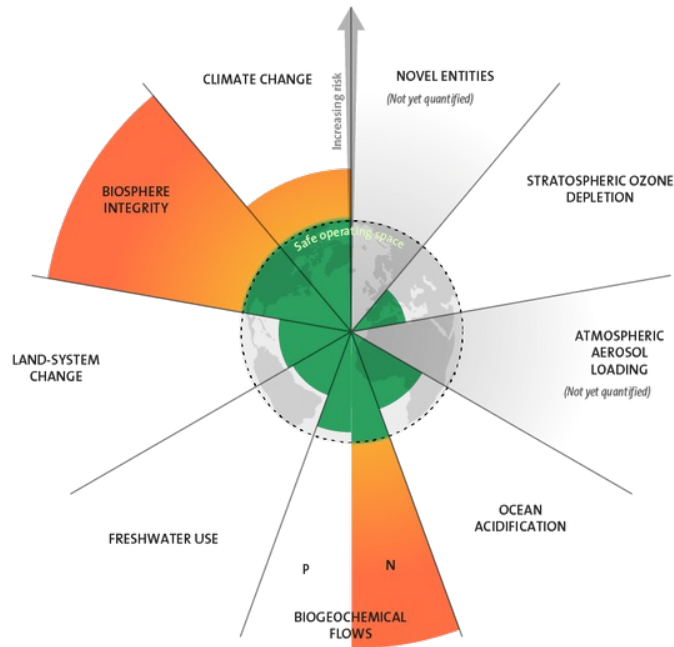 CLIMATE CHANGE
Increasing risk
NOVEL ENTITIES
(Not yet quantified)
STRATOSPHERIC OZONE
DEPLETION
BIOSPHERE
INTEGRITY
Safe operating space
LAND-SYSTEM
CHANGE
ATMOSPHERIC
AEROSOL
LOADING
(Not yet quantified)
FRESHWATER USE
OCEAN
ACIDIFICATION
P
N
BIOGEOCHEMICAL
FLOWS